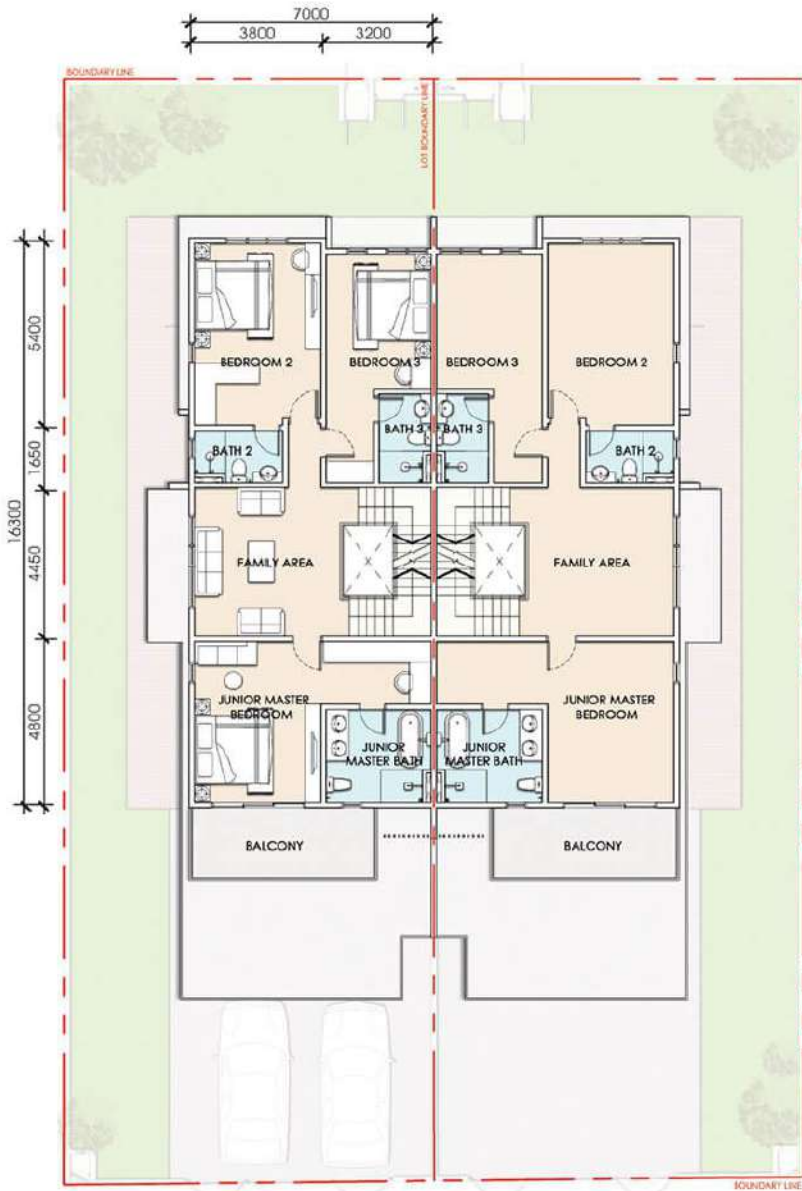 7000
3800
3200
BOUNDARY LINE
LOT BOUNDARY LINE
16300
5400
1650
4450
4800
BEDROOM 2
BEDROOM 3
BEDROOM 3
BEDROOM 2
BATH 2
BATH 3
BATH 3
BATH 2
FAMILY AREA
X
X
FAMILY AREA
JUNIOR MASTER
BEDROOM
JUNIOR MASTER
BEDROOM
JUNIOR
MASTER BATH
JUNIOR
MASTER BATH
BALCONY
BALCONY
BOUNDARY LINE